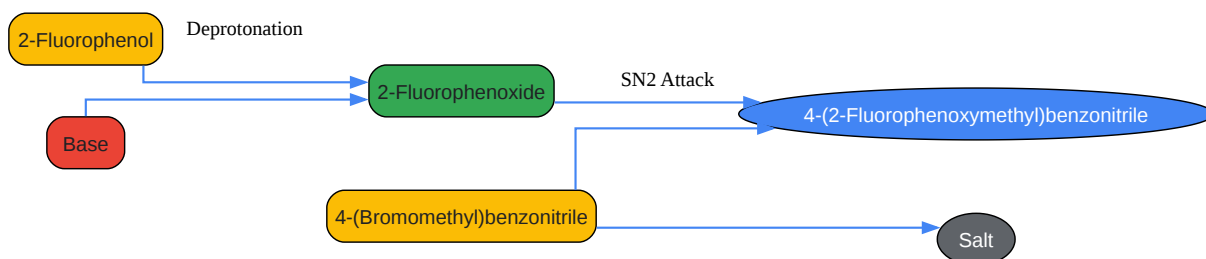 2-Fluorophenol
Deprotonation
2-Fluorophenoxide
SN2 Attack
4-(2-Fluorophenoxymethyl)benzonitrile
Base
4-(Bromomethyl)benzonitrile
Salt